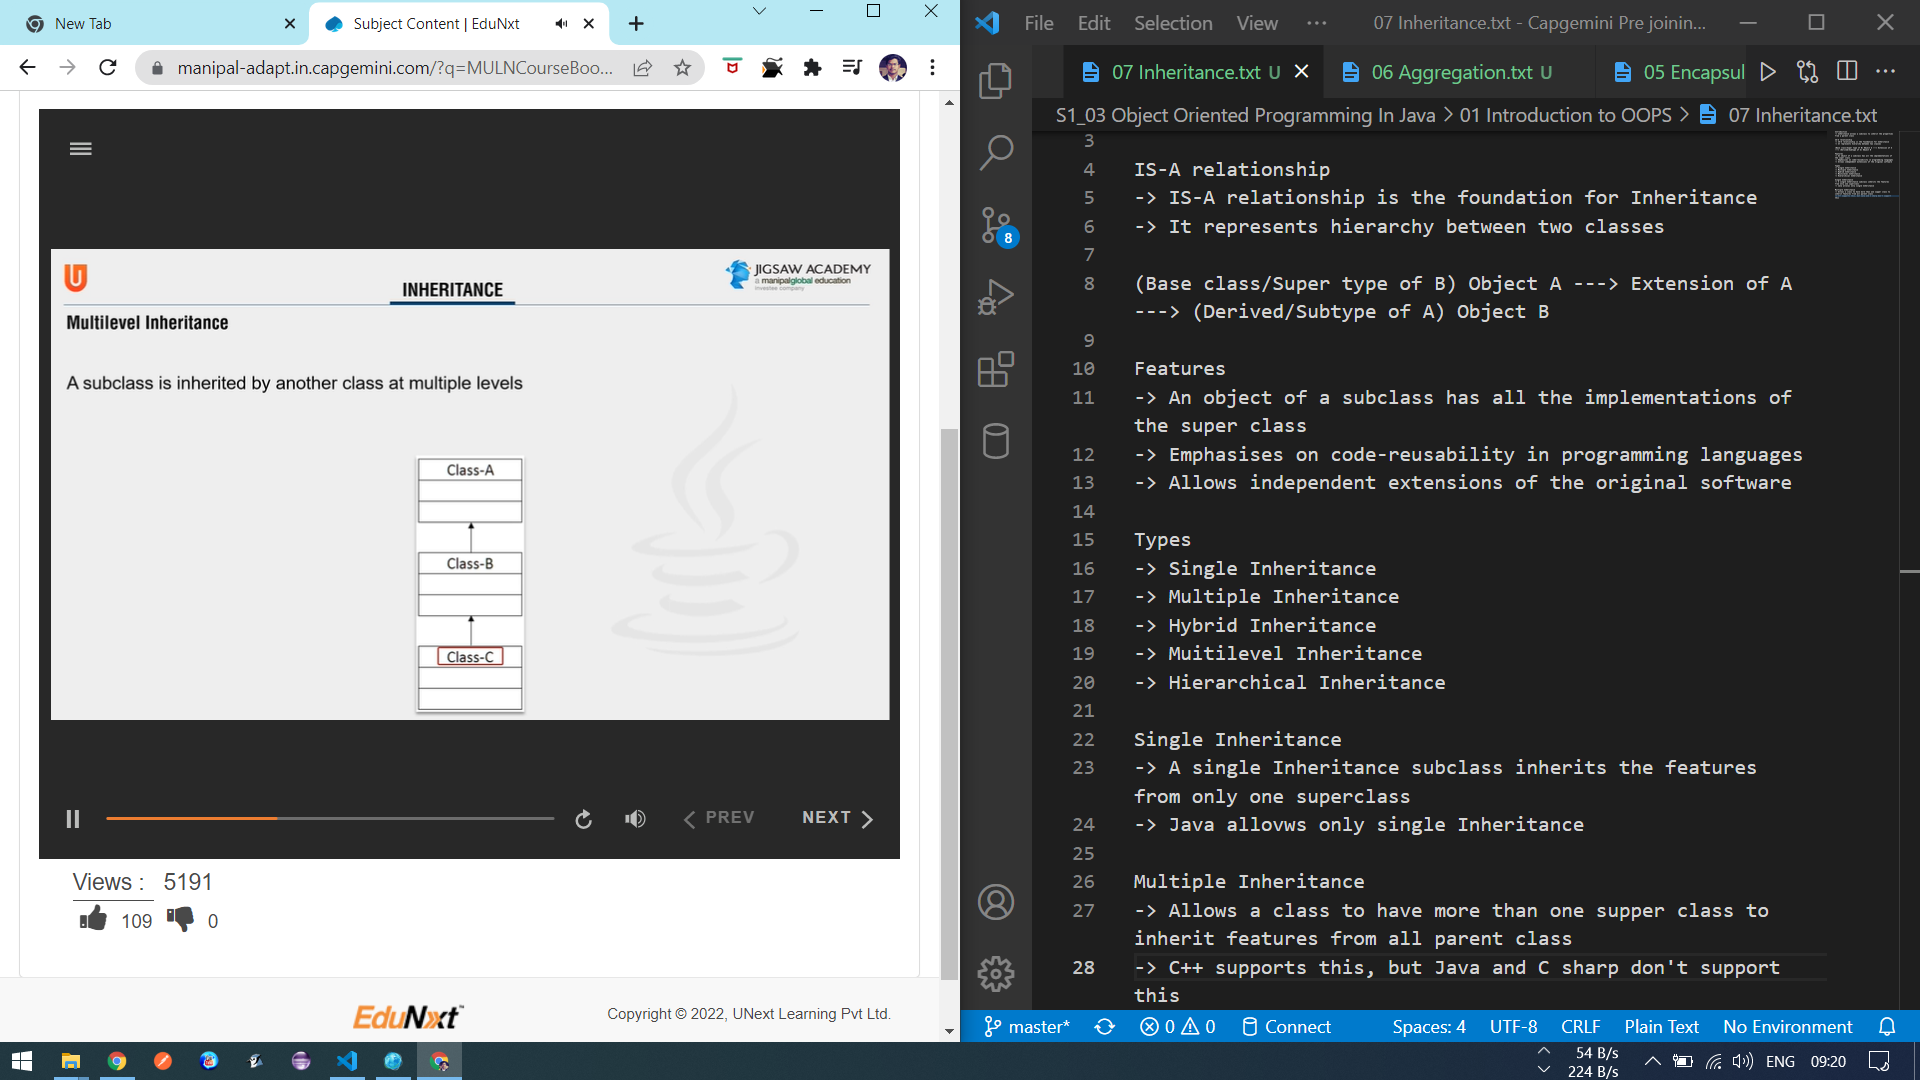 New Tab
Subject Content | EduNxt
manipal-adapt.in.capgemini.com/?q=MULNCourseBoo...
INHERITANCE
JIGSAW ACADEMY
a manipalglobal education
investee company
Multilevel Inheritance
A subclass is inherited by another class at multiple levels
Class-A
Class-B
Class-C
PREV
NEXT
Views : 5191
109 0
EduNxt
Copyright © 2022, UNext Learning Pvt Ltd.
File Edit Selection View ··· 07 Inheritance.txt - Capgemini Pre joinin...
07 Inheritance.txt U 06 Aggregation.txt U 05 Encapsul
S1_03 Object Oriented Programming In Java > 01 Introduction to OOPS > 07 Inheritance.txt
8
3
4 IS-A relationship
5 -> IS-A relationship is the foundation for Inheritance
6 -> It represents hierarchy between two classes
7
8 (Base class/Super type of B) Object A ---> Extension of A
---> (Derived/Subtype of A) Object B
9
10 Features
11 -> An object of a subclass has all the implementations of
the super class
12 -> Emphasises on code-reusability in programming languages
13 -> Allows independent extensions of the original software
14
15 Types
16 -> Single Inheritance
17 -> Multiple Inheritance
18 -> Hybrid Inheritance
19 -> Muitilevel Inheritance
20 -> Hierarchical Inheritance
21
22 Single Inheritance
23 -> A single Inheritance subclass inherits the features
from only one superclass
24 -> Java allovws only single Inheritance
25
26 Multiple Inheritance
27 -> Allows a class to have more than one supper class to
inherit features from all parent class
28 -> C++ supports this, but Java and C sharp don't support
this
master* 0 0 Connect Spaces: 4 UTF-8 CRLF Plain Text No Environment
54 B/s
224 B/s
ENG 09:20